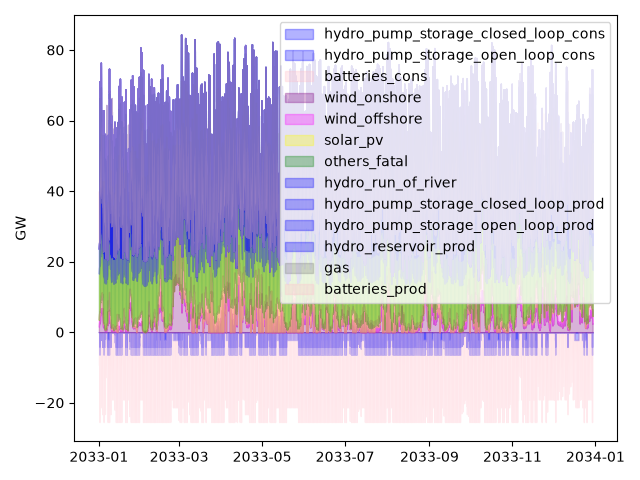 hydro_pump_storage_closed_loop_cons
hydro_pump_storage_open_loop_cons
batteries_cons
wind_onshore
wind_offshore
solar_pv
others_fatal
hydro_run_of_river
hydro_pump_storage_closed_loop_prod
hydro_pump_storage_open_loop_prod
hydro_reservoir_prod
gas
batteries_prod
GW
80
60
40
20
0
−20
2033-01
2033-03
2033-05
2033-07
2033-09
2033-11
2034-01